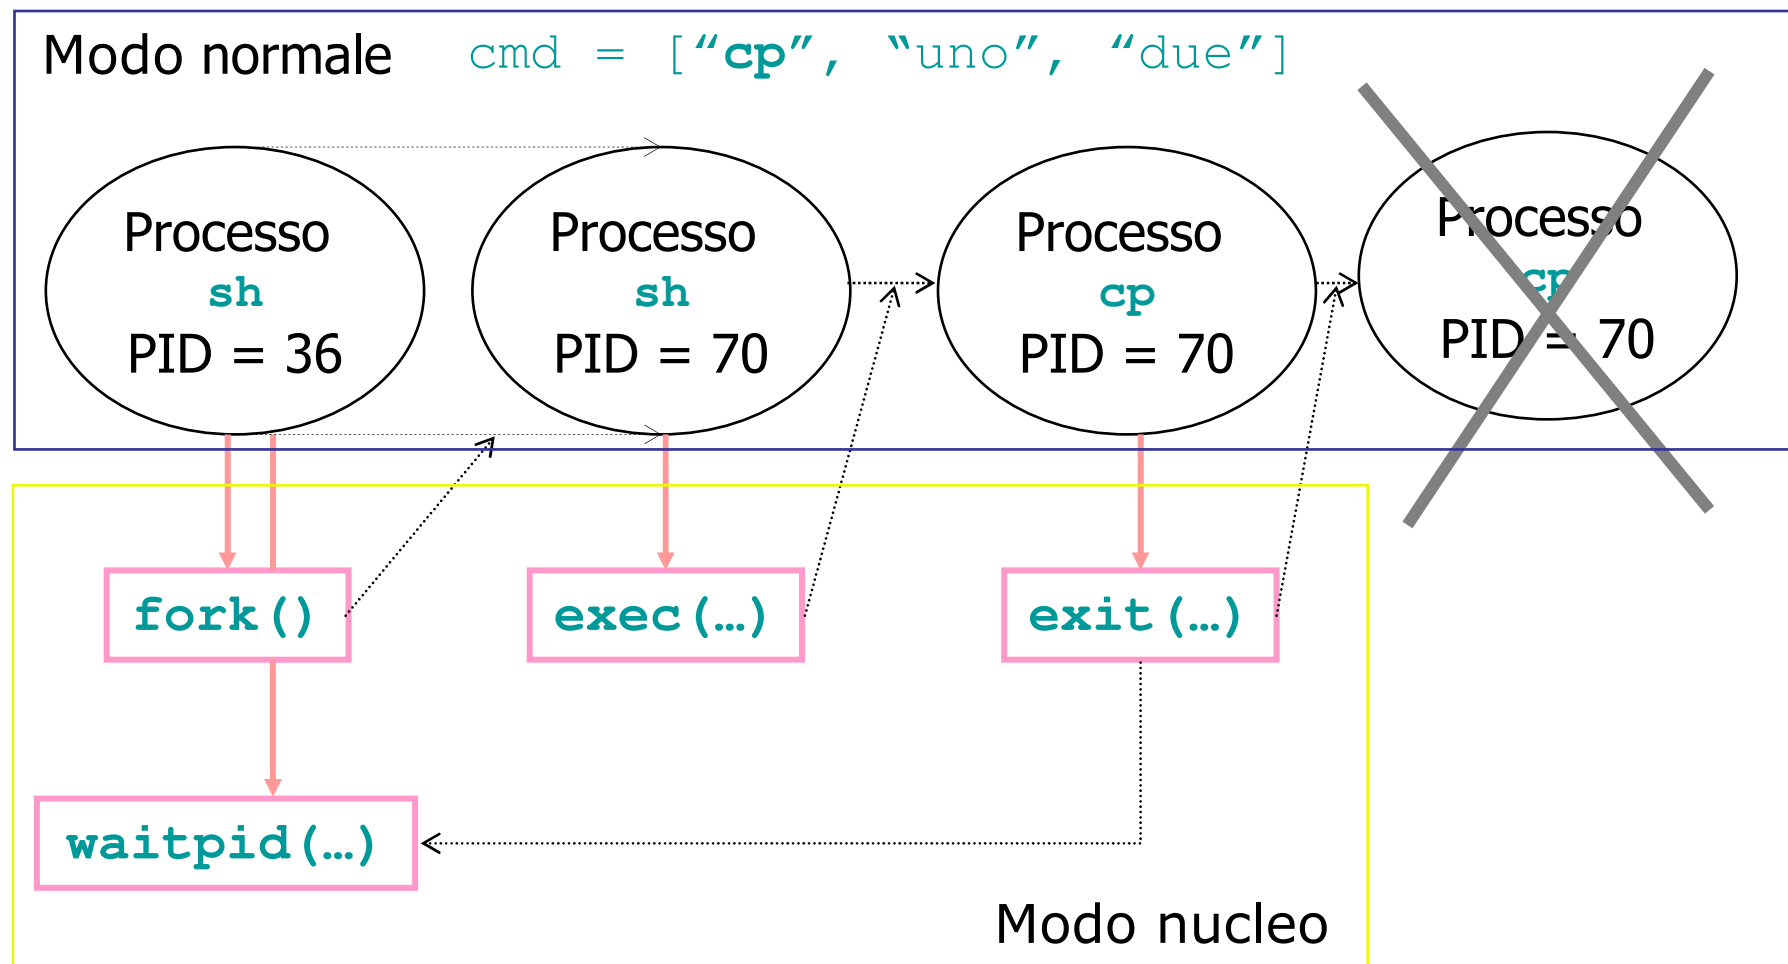 Modo normale cmd = [“cp”, “uno”, “due”]
Processo
sh
PID = 36
Processo
sh
PID = 70
Processo
cp
PID = 70
Processo
cp
PID = 70
fork()
exec(…)
exit(…)
waitpid(…)
Modo nucleo